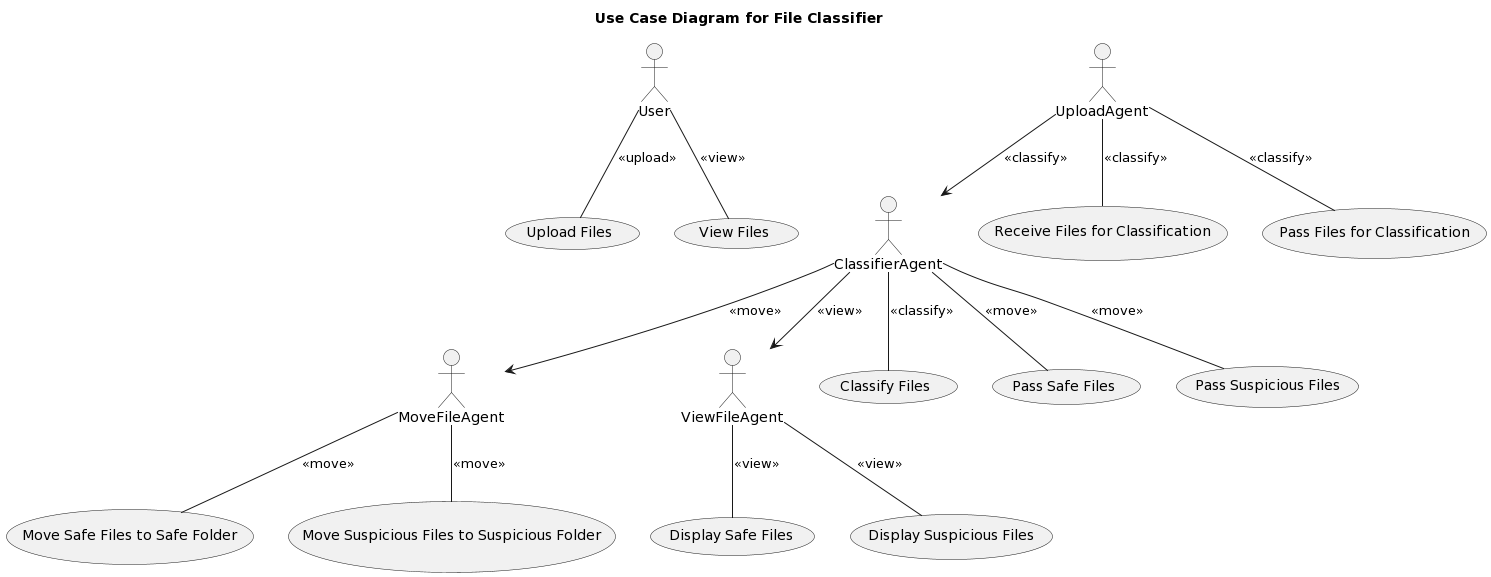 Use Case Diagram for File Classifier
User
UploadAgent
«upload»
«view»
«classify»
«classify»
«classify»
Upload Files
View Files
Receive Files for Classification
Pass Files for Classification
ClassifierAgent
«move»
«view»
«classify»
«move»
«move»
Classify Files
Pass Safe Files
Pass Suspicious Files
MoveFileAgent
ViewFileAgent
«move»
«move»
«view»
«view»
Move Safe Files to Safe Folder
Move Suspicious Files to Suspicious Folder
Display Safe Files
Display Suspicious Files